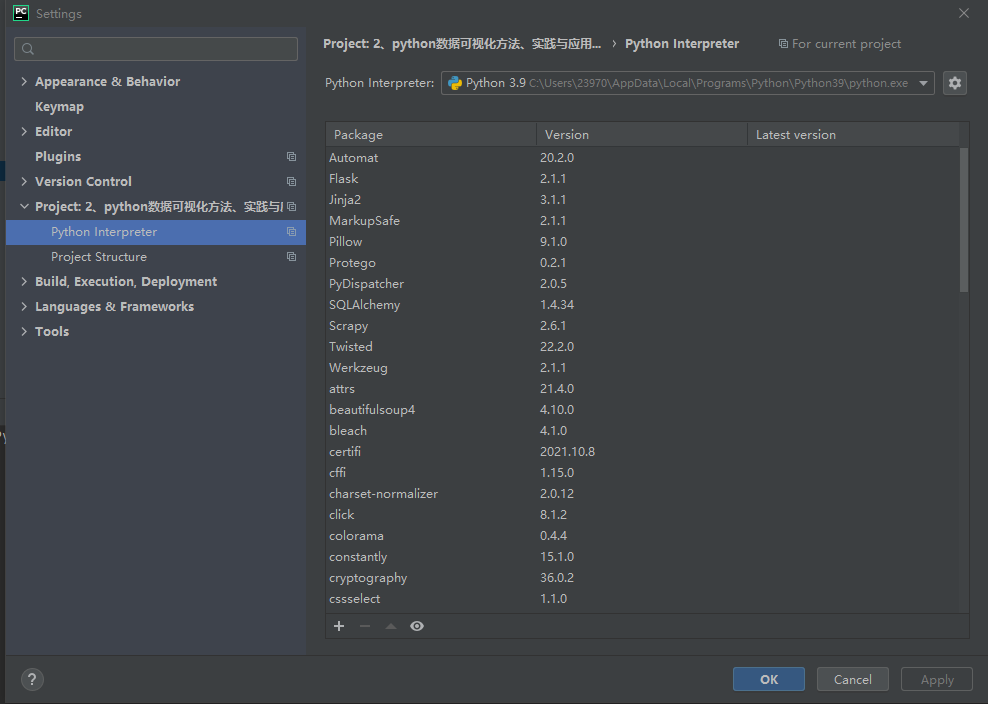 PC Settings
Project: 2、python数据可视化方法、实践与应用... › Python Interpreter For current project
Appearance & Behavior
Keymap
Editor
Plugins
Version Control
Project: 2、python数据可视化方法、实践与
Python Interpreter
Project Structure
Build, Execution, Deployment
Languages & Frameworks
Tools
Python Interpreter: Python 3.9 C:\Users\23970\AppData\Local\Programs\Python\Python39\python.exe
Package Version Latest version
Automat 20.2.0
Flask 2.1.1
Jinja2 3.1.1
MarkupSafe 2.1.1
Pillow 9.1.0
Protego 0.2.1
PyDispatcher 2.0.5
SQLAlchemy 1.4.34
Scrapy 2.6.1
Twisted 22.2.0
Werkzeug 2.1.1
attrs 21.4.0
beautifulsoup4 4.10.0
bleach 4.1.0
certifi 2021.10.8
cffi 1.15.0
charset-normalizer 2.0.12
click 8.1.2
colorama 0.4.4
constantly 15.1.0
cryptography 36.0.2
cssselect 1.1.0
? OK Cancel Apply